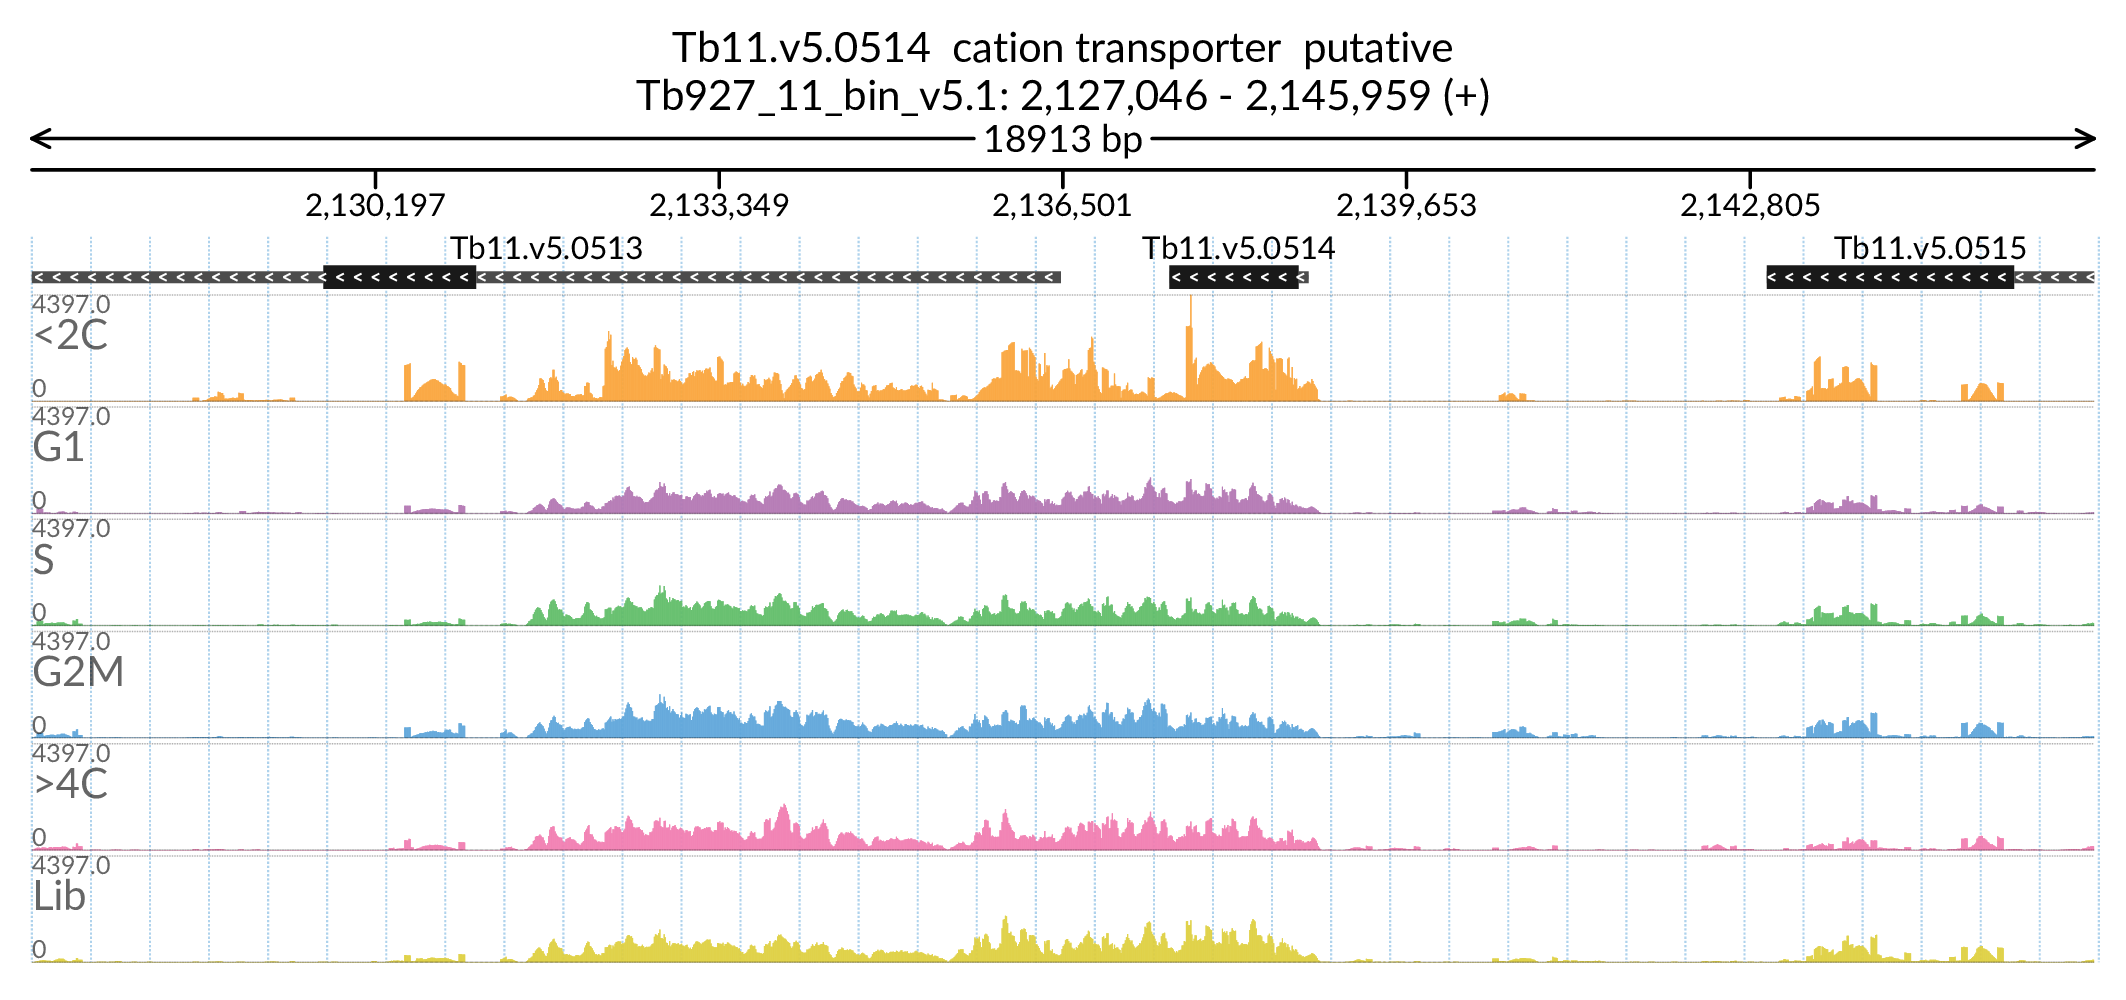 Tb11.v5.0514  cation transporter  putative
Tb927_11_bin_v5.1: 2,127,046 - 2,145,959 (+)
18913 bp
2,130,197 2,133,349 2,136,501 2,139,653 2,142,805
Tb11.v5.0513 Tb11.v5.0514 Tb11.v5.0515
4397.0
<2C
0
4397.0
G1
0
4397.0
S
0
4397.0
G2M
0
4397.0
>4C
0
4397.0
Lib
0